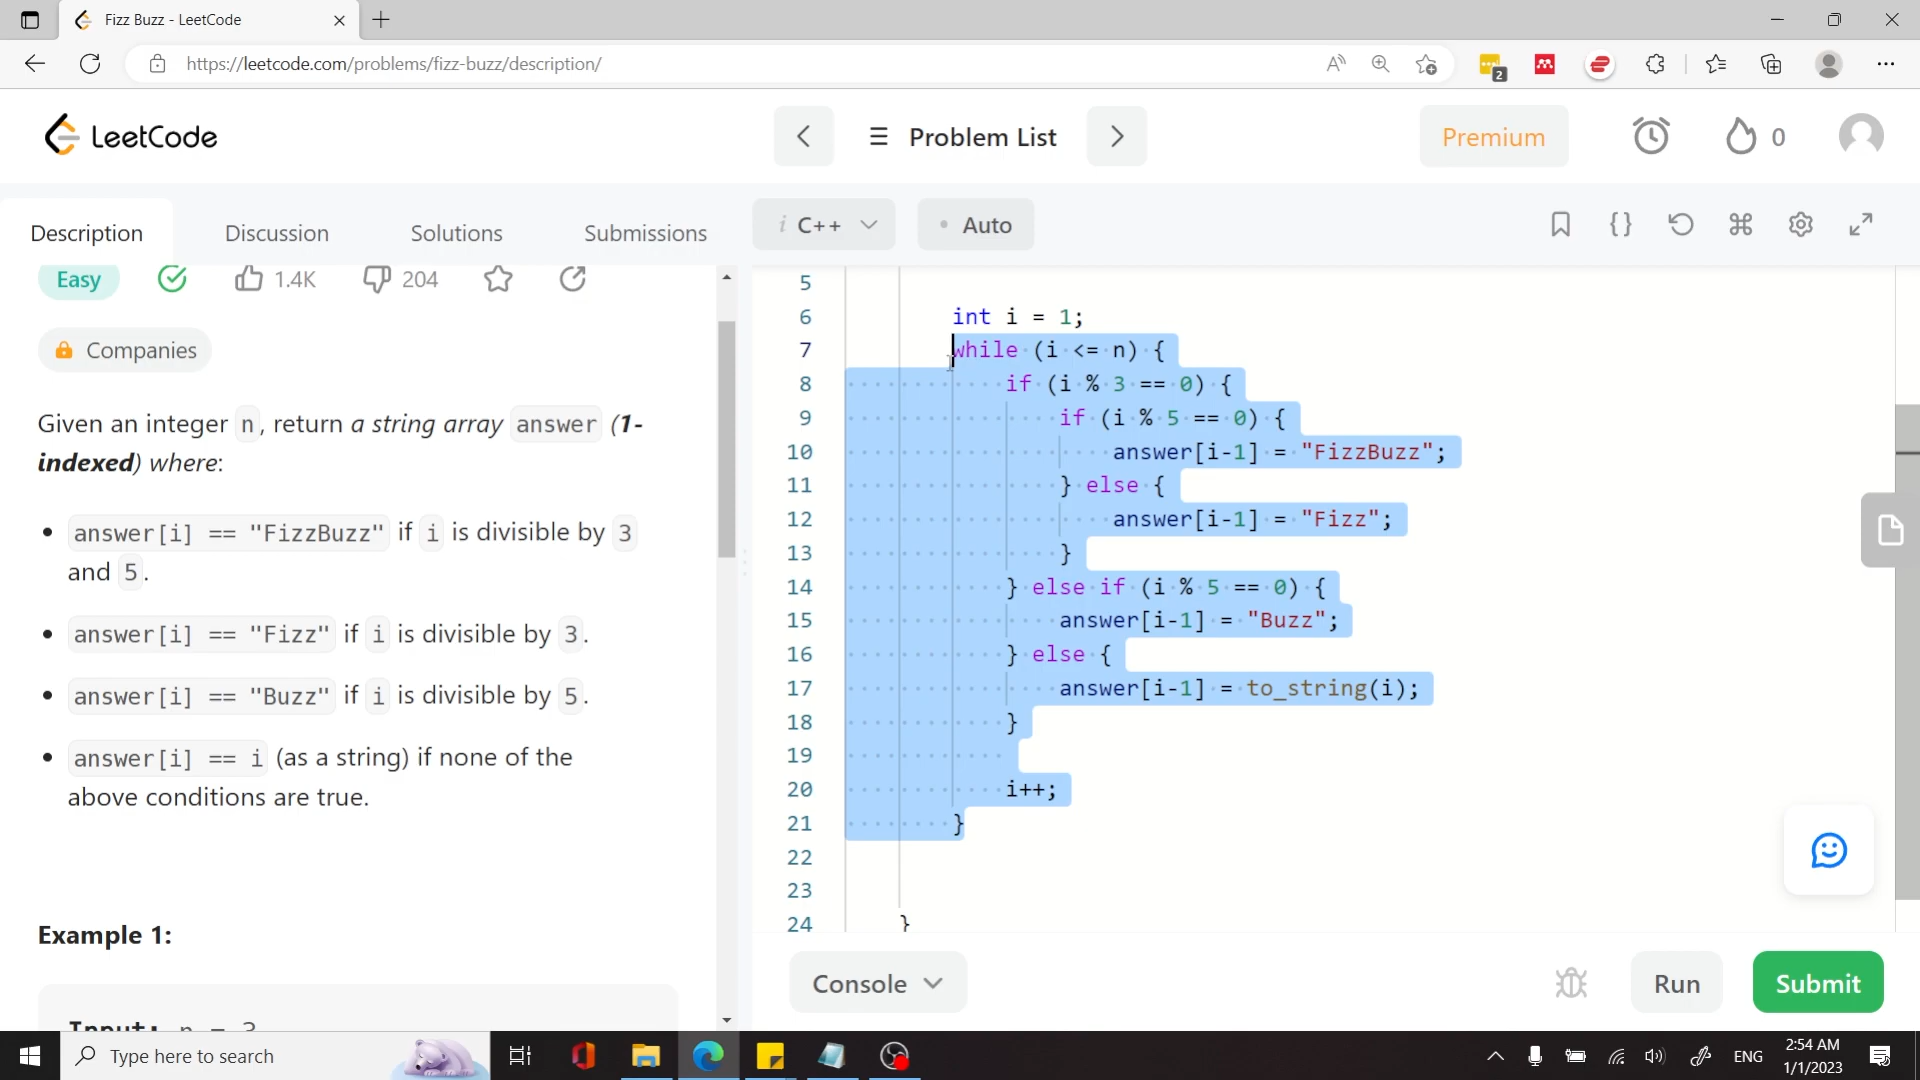 Fizz Buzz - LeetCode
https://leetcode.com/problems/fizz-buzz/description/
2
LeetCode
Problem List
Premium
0
Description
Discussion
Solutions
Submissions
i C++
Auto
Easy
1.4K
204
Companies
Given an integer n, return a string array answer (1-
indexed) where:
answer[i] == "FizzBuzz" if i is divisible by 3
and 5.
answer[i] == "Fizz" if i is divisible by 3.
answer[i] == "Buzz" if i is divisible by 5.
answer[i] == i (as a string) if none of the
above conditions are true.
Example 1:
Input: n = 3
5
6 int i = 1;
7 while (i <= n) {
8 if (i % 3 == 0) {
9 if (i % 5 == 0) {
10 answer[i-1] = "FizzBuzz";
11 } else {
12 answer[i-1] = "Fizz";
13 }
14 } else if (i % 5 == 0) {
15 answer[i-1] = "Buzz";
16 } else {
17 answer[i-1] = to_string(i);
18 }
19
20 i++;
21 }
22
23
24 }
Console
Run
Submit
Type here to search
ENG
2:54 AM
1/1/2023